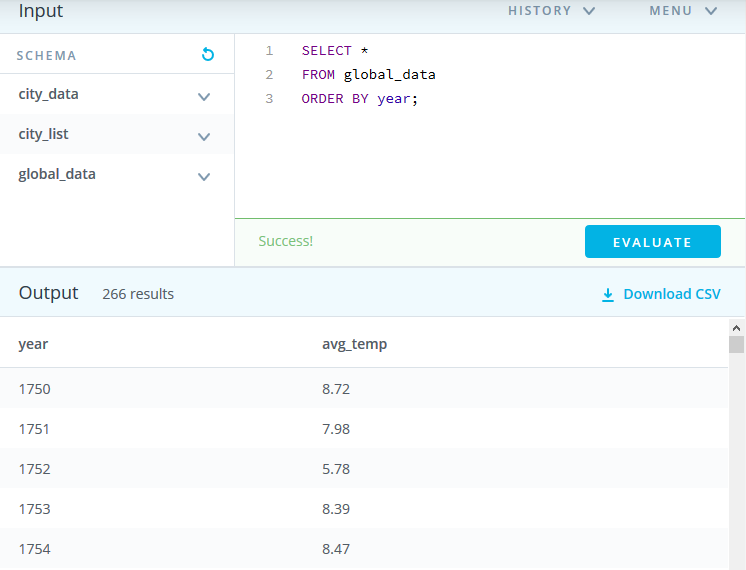 Input HISTORY MENU
SCHEMA
city_data
city_list
global_data
1 SELECT *
2 FROM global_data
3 ORDER BY year;
Success! EVALUATE
Output 266 results Download CSV
year avg_temp
1750 8.72
1751 7.98
1752 5.78
1753 8.39
1754 8.47